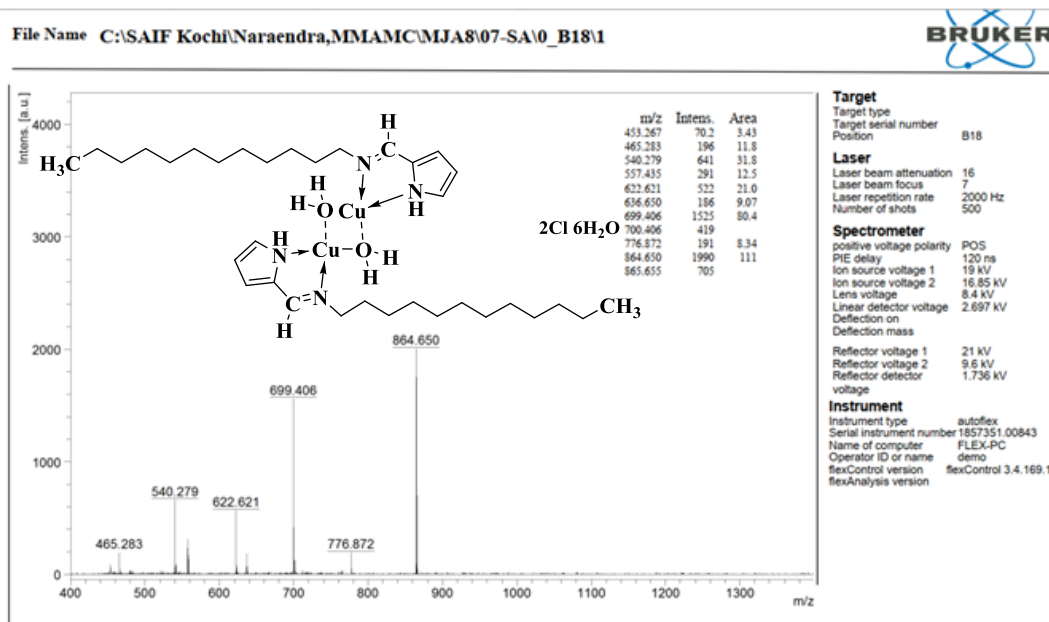 File Name C:\SAIF Kochi\Naraendra,MMAMC\MJA8\07-SA\0_B18\1
BRUKER
Intens. [a.u.]
4000
3000
2000
1000
0
H
H₃C
N
C
H
N
H
H
O
Cu
H
N
Cu
O
H
H
C
N
H
CH₃
2Cl 6H₂O
m/z Intens. Area
453.267 70.2 3.43
465.283 196 11.8
540.279 641 31.8
557.435 291 12.5
622.621 522 21.0
636.650 186 9.07
699.406 1525 80.4
700.406 419
776.872 191 8.34
864.650 1990 111
865.655 705
465.283
540.279
622.621
699.406
776.872
864.650
400 500 600 700 800 900 1000 1100 1200 1300
m/z
Target
Target type
Target serial number
Position B18
Laser
Laser beam attenuation 16
Laser beam focus 7
Laser repetition rate 2000 Hz
Number of shots 500
Spectrometer
positive voltage polarity POS
PIE delay 120 ns
Ion source voltage 1 19 kV
Ion source voltage 2 16.85 kV
Lens voltage 8.4 kV
Linear detector voltage 2.697 kV
Deflection on
Deflection mass
Reflector voltage 1 21 kV
Reflector voltage 2 9.6 kV
Reflector detector 1.736 kV
voltage
Instrument
Instrument type autoflex
Serial instrument number 1857351.00843
Name of computer FLEX-PC
Operator ID or name demo
flexControl version flexControl 3.4.169.1
flexAnalysis version